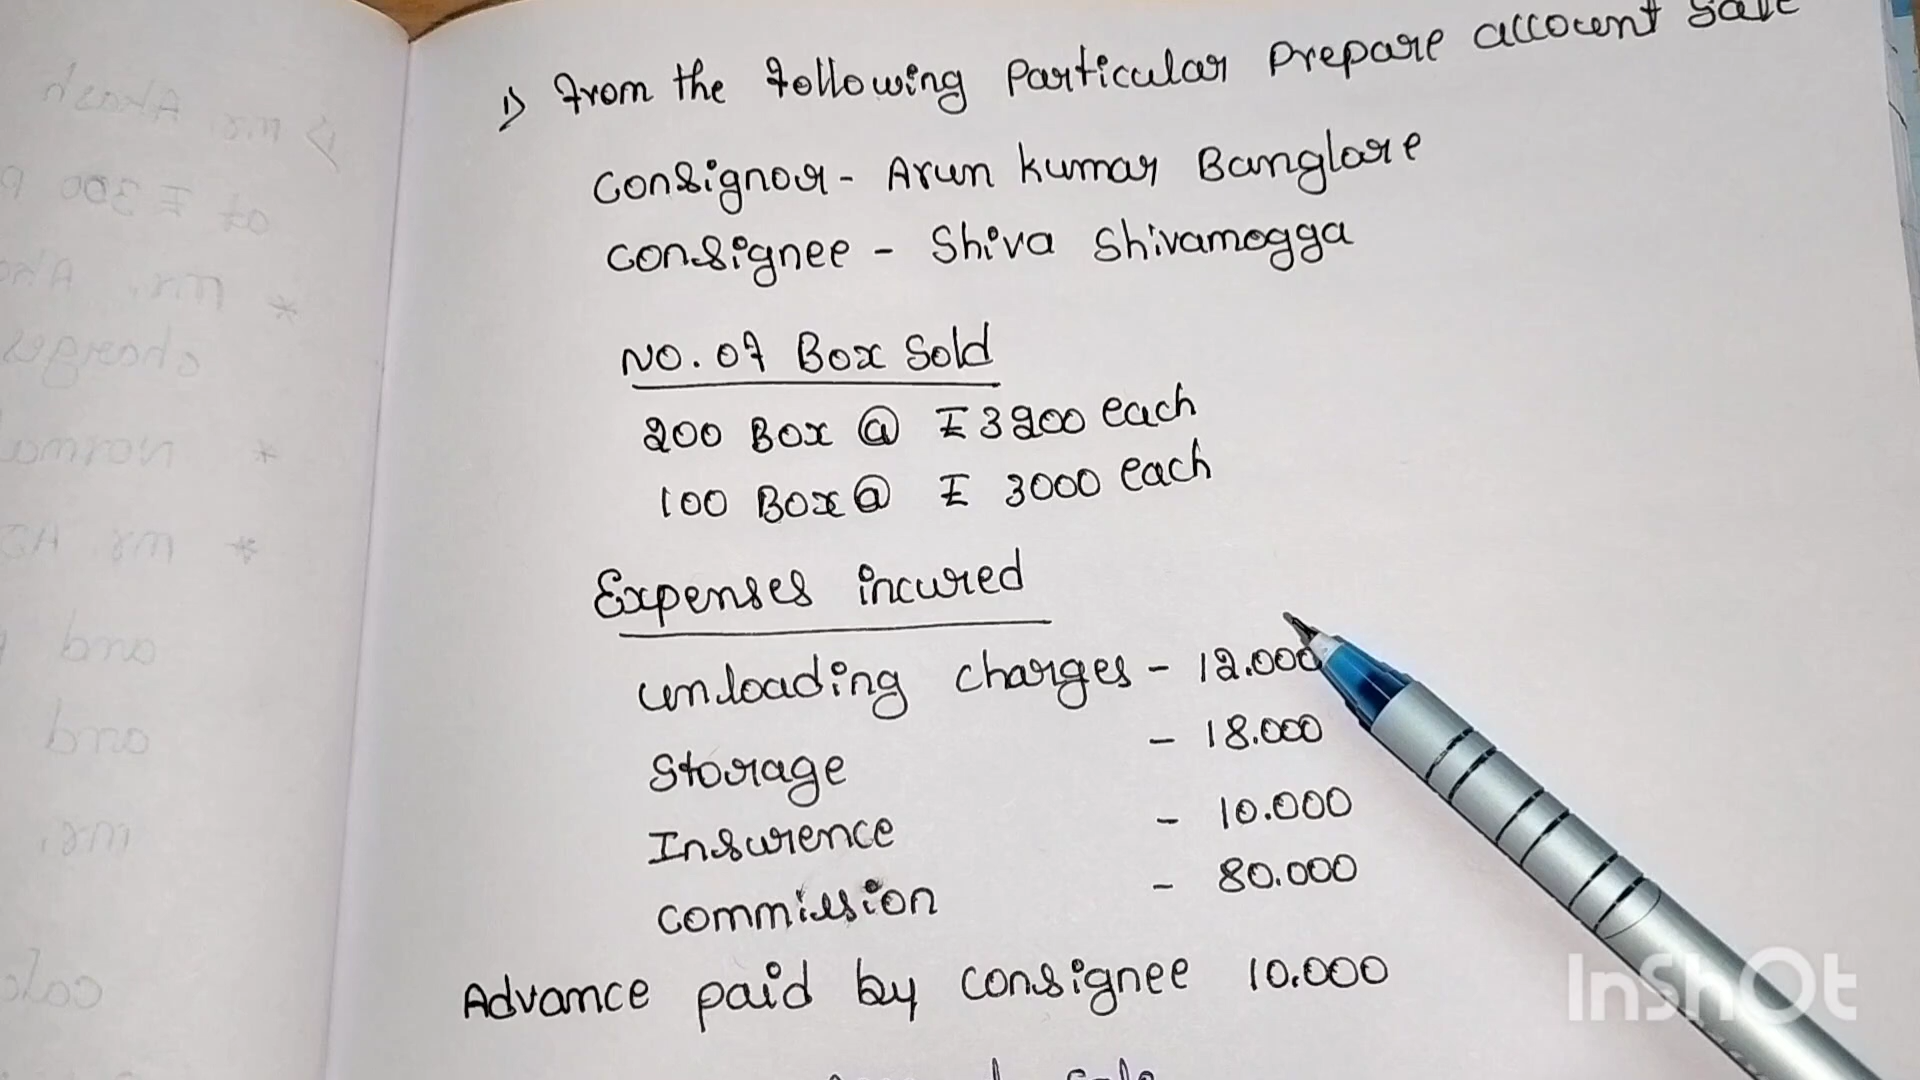 1) From the following particular prepare account sale
Consignor - Arun kumar Banglore
Consignee - Shiva Shivamogga
NO. of Box Sold
200 Box @ ₹ 3200 each
100 Box @ ₹ 3000 each
Expenses incured
unloading charges - 12.000
Storage - 18.000
Insurence - 10.000
Commission - 80.000
Advance paid by consignee 10.000
InShOt